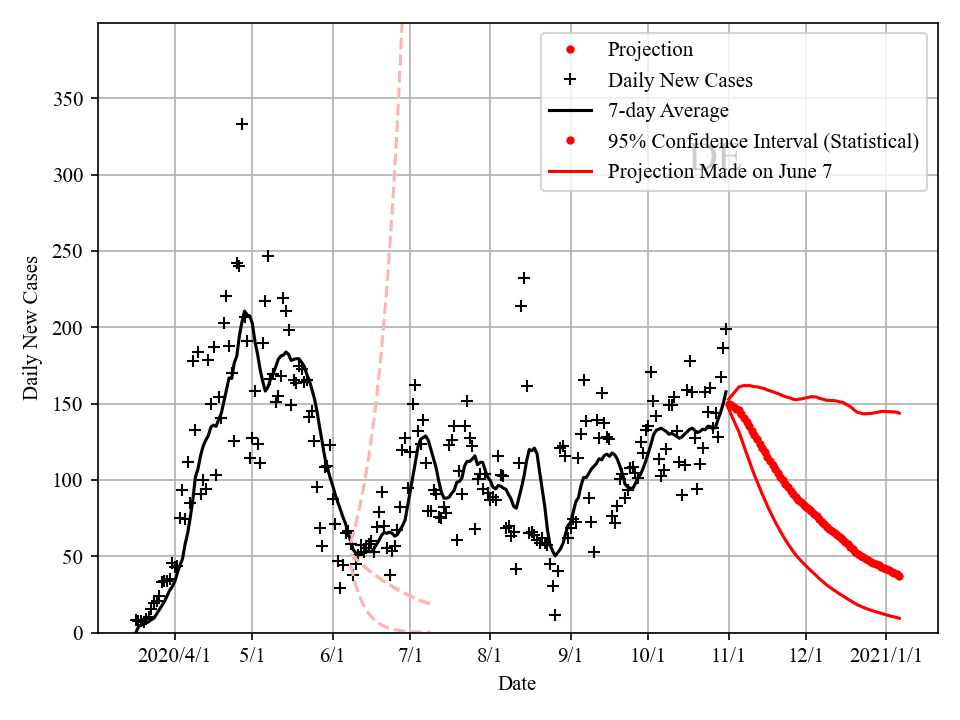 Projection
Daily New Cases
7-day Average
95% Confidence Interval (Statistical)
DE
Projection Made on June 7
350
300
250
200
150
100
50
0
Daily New Cases
2020/4/1 5/1 6/1 7/1 8/1 9/1 10/1 11/1 12/1 2021/1/1
Date